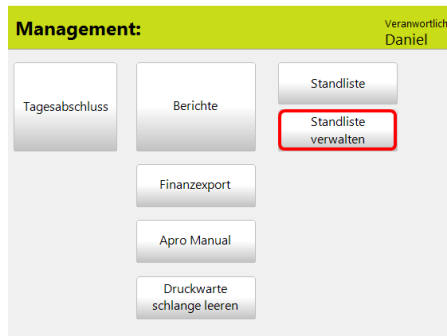 Management:
Veranwortlich
Daniel
Tagesabschluss
Berichte
Standliste
Standliste
verwalten
Finanzexport
Apro Manual
Druckwarte
schlange leeren